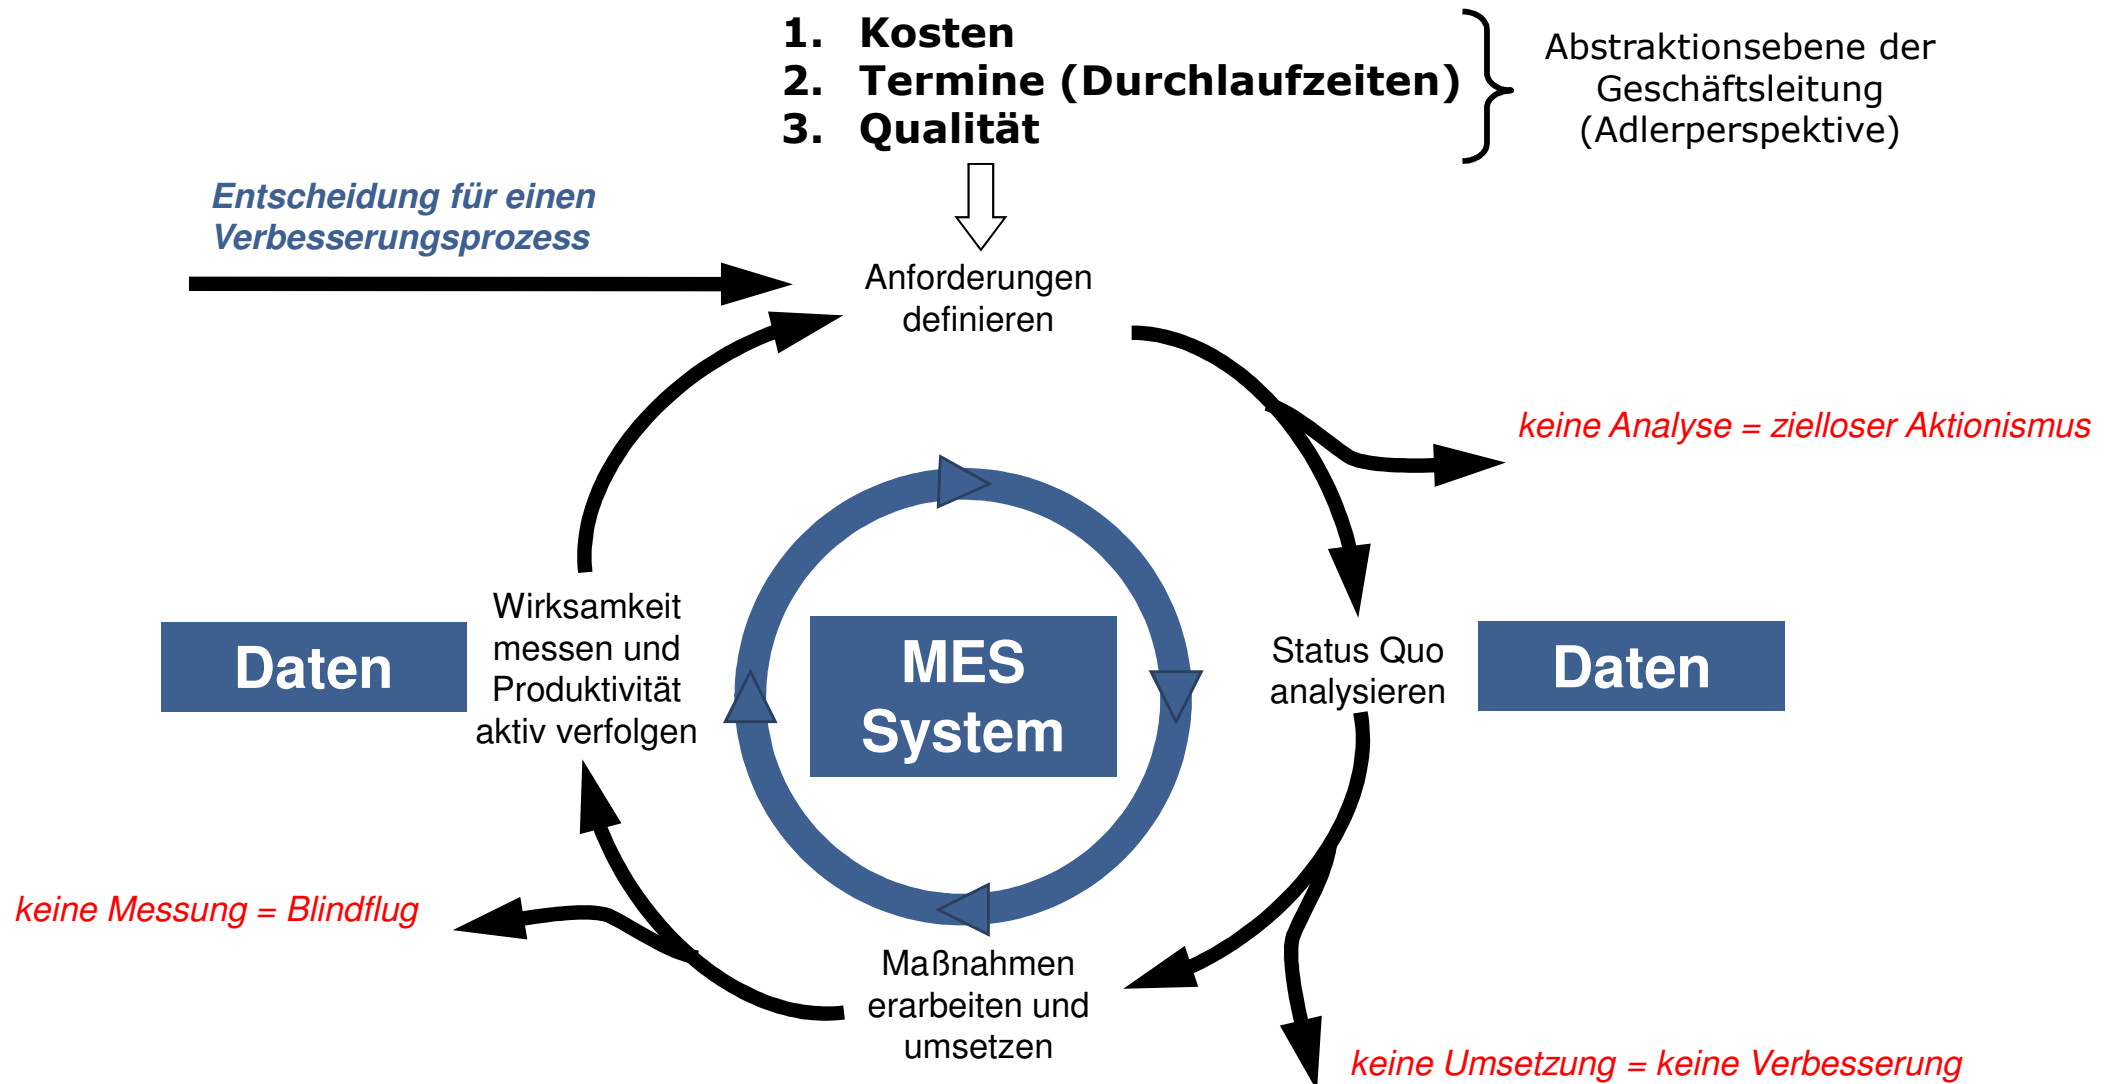 1. Kosten
2. Termine (Durchlaufzeiten)
3. Qualität
Abstraktionsebene der
Geschäftsleitung
(Adlerperspektive)
Entscheidung für einen
Verbesserungsprozess
Anforderungen
definieren
keine Analyse = zielloser Aktionismus
Daten
Wirksamkeit
messen und
Produktivität
aktiv verfolgen
MES
System
Status Quo
analysieren
Daten
keine Messung = Blindflug
Maßnahmen
erarbeiten und
umsetzen
keine Umsetzung = keine Verbesserung